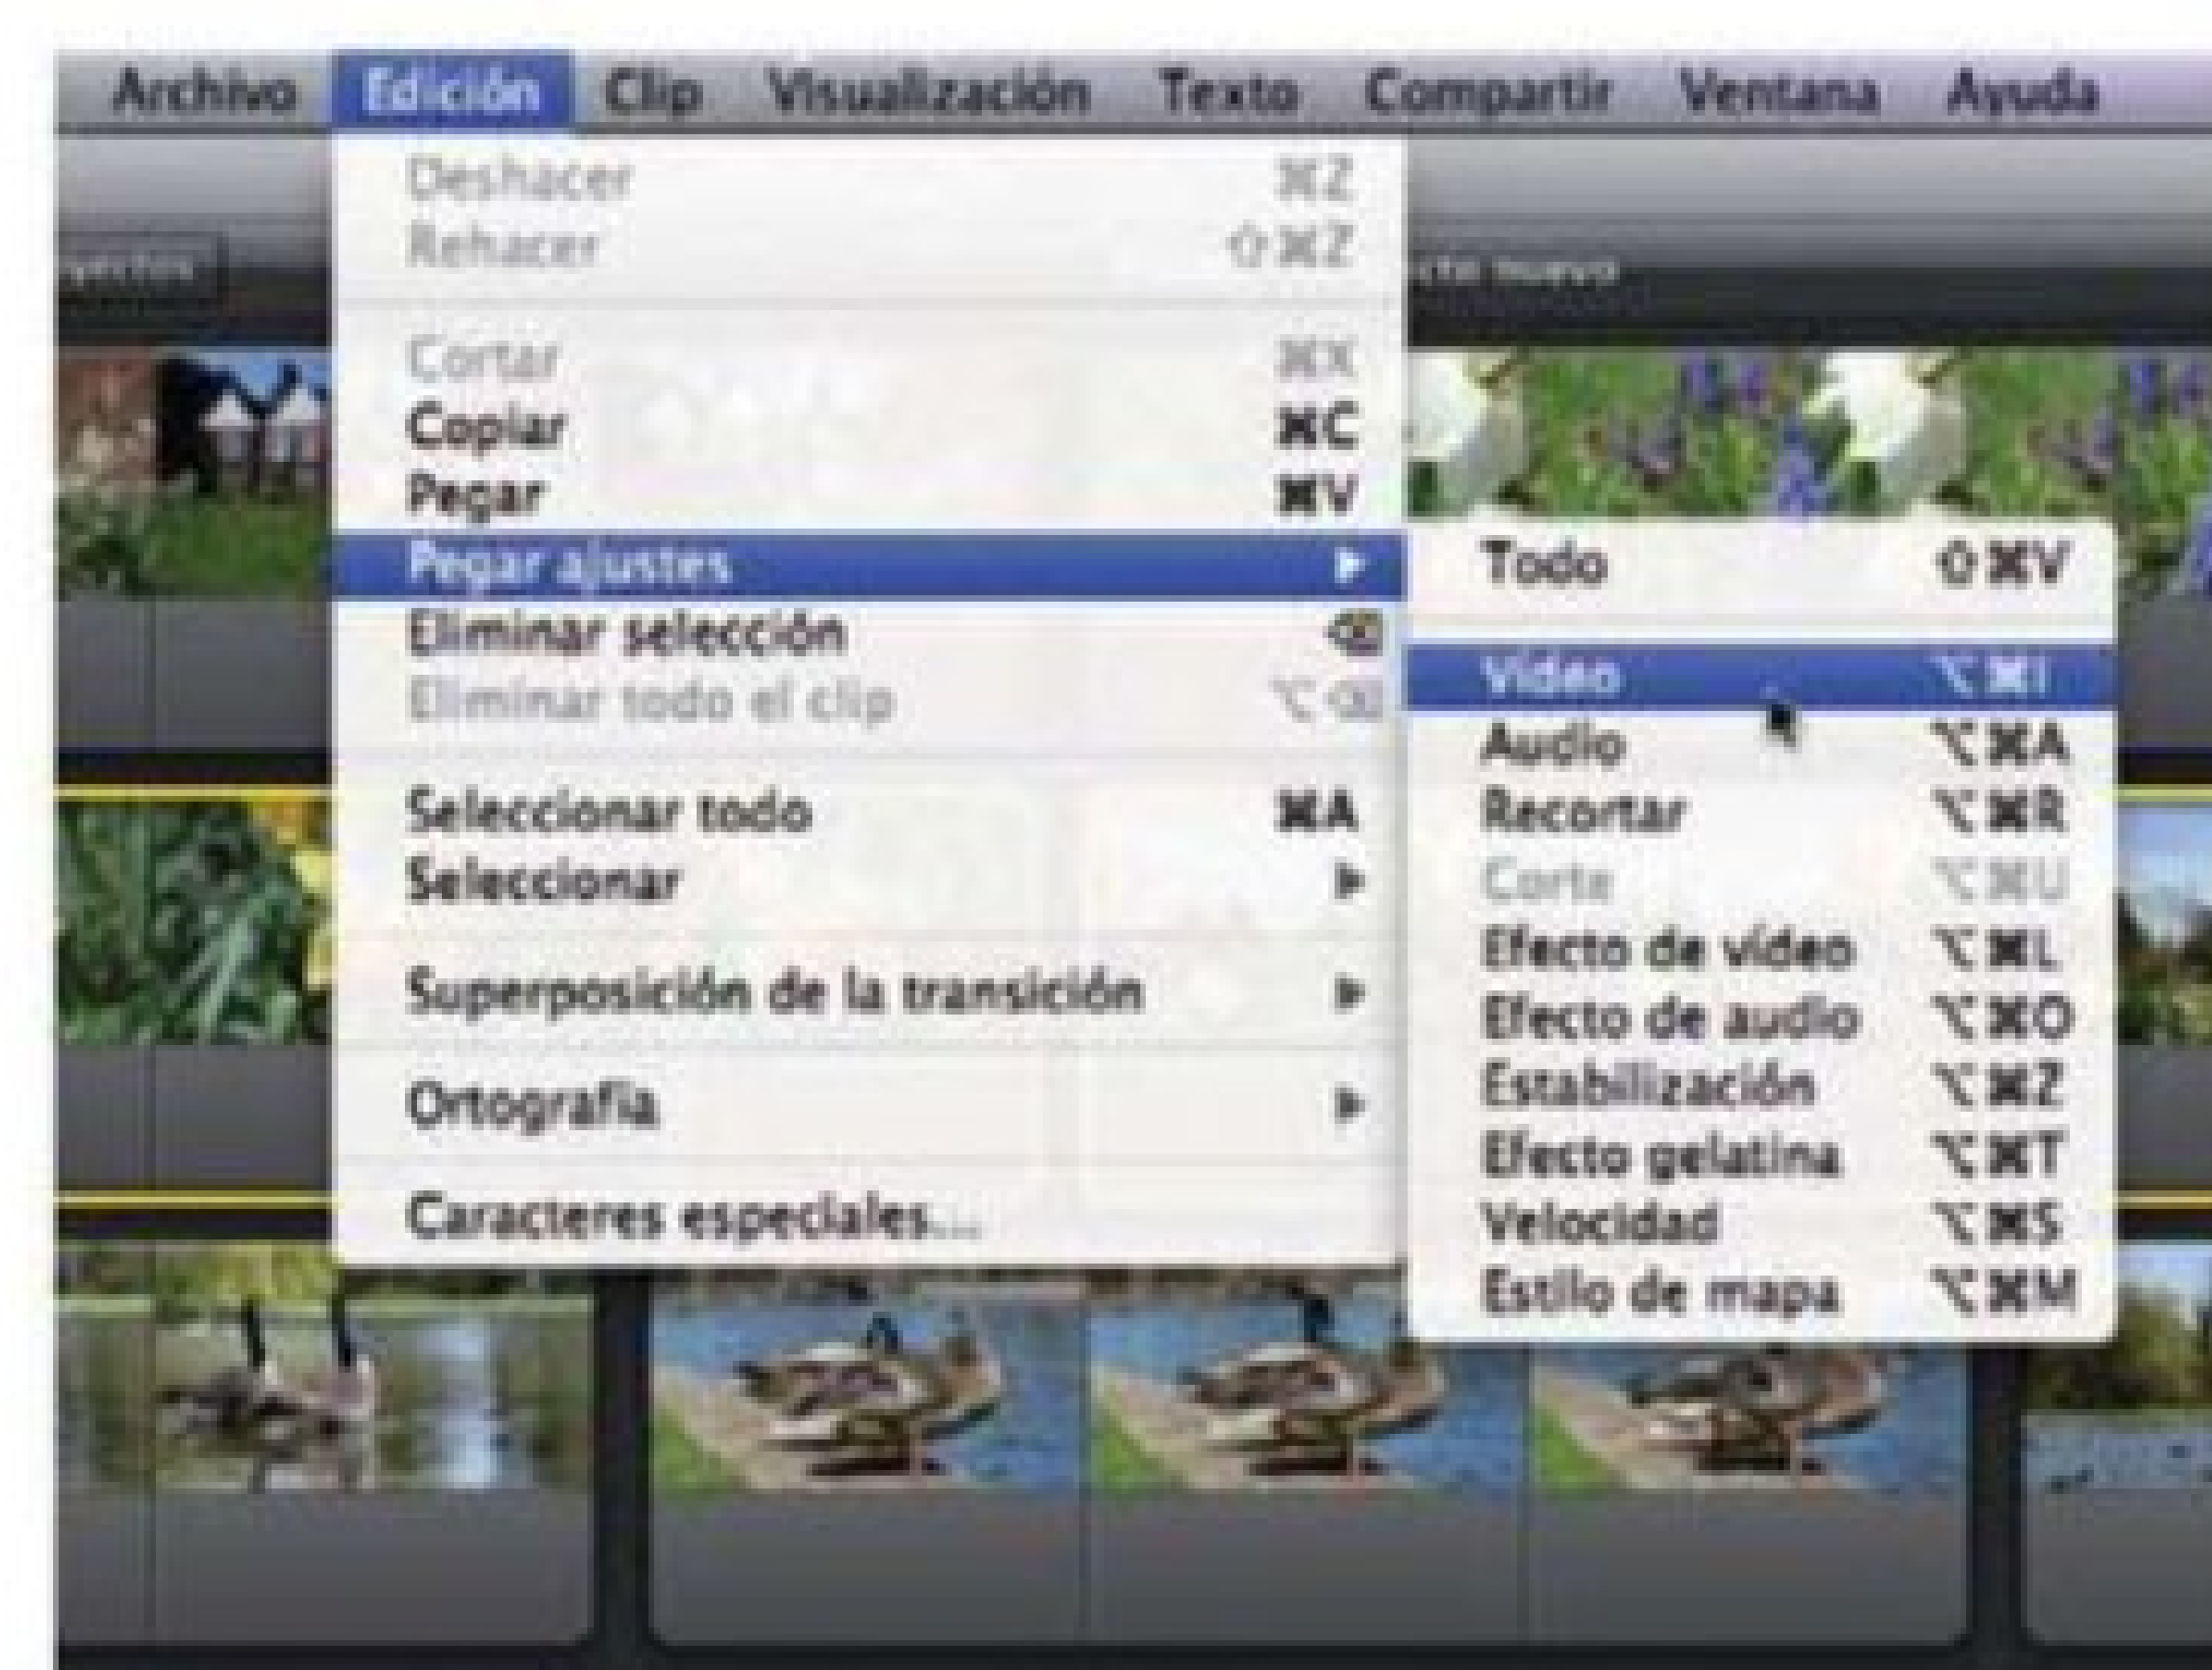 Archivo Edición Clip Visualización Texto Compartir Ventana Ayuda
Deshacer ⌘Z
Rehacer ⇧⌘Z
nuevo
Cortar ⌘X
Copiar ⌘C
Pegar ⌘V
Pegar ajustes ▶
Eliminar selección ⌫
Eliminar todo el clip ⌥⌫
Seleccionar todo ⌘A
Seleccionar ▶
Superposición de la transición ▶
Ortografía ▶
Caracteres especiales...
Todo ⇧⌘V
Vídeo ⌥⌘I
Audio ⌥⌘A
Recortar ⌥⌘R
Corte ⌥⌘U
Efecto de vídeo ⌥⌘L
Efecto de audio ⌥⌘O
Estabilización ⌥⌘Z
Efecto gelatina ⌥⌘T
Velocidad ⌥⌘S
Estilo de mapa ⌥⌘M